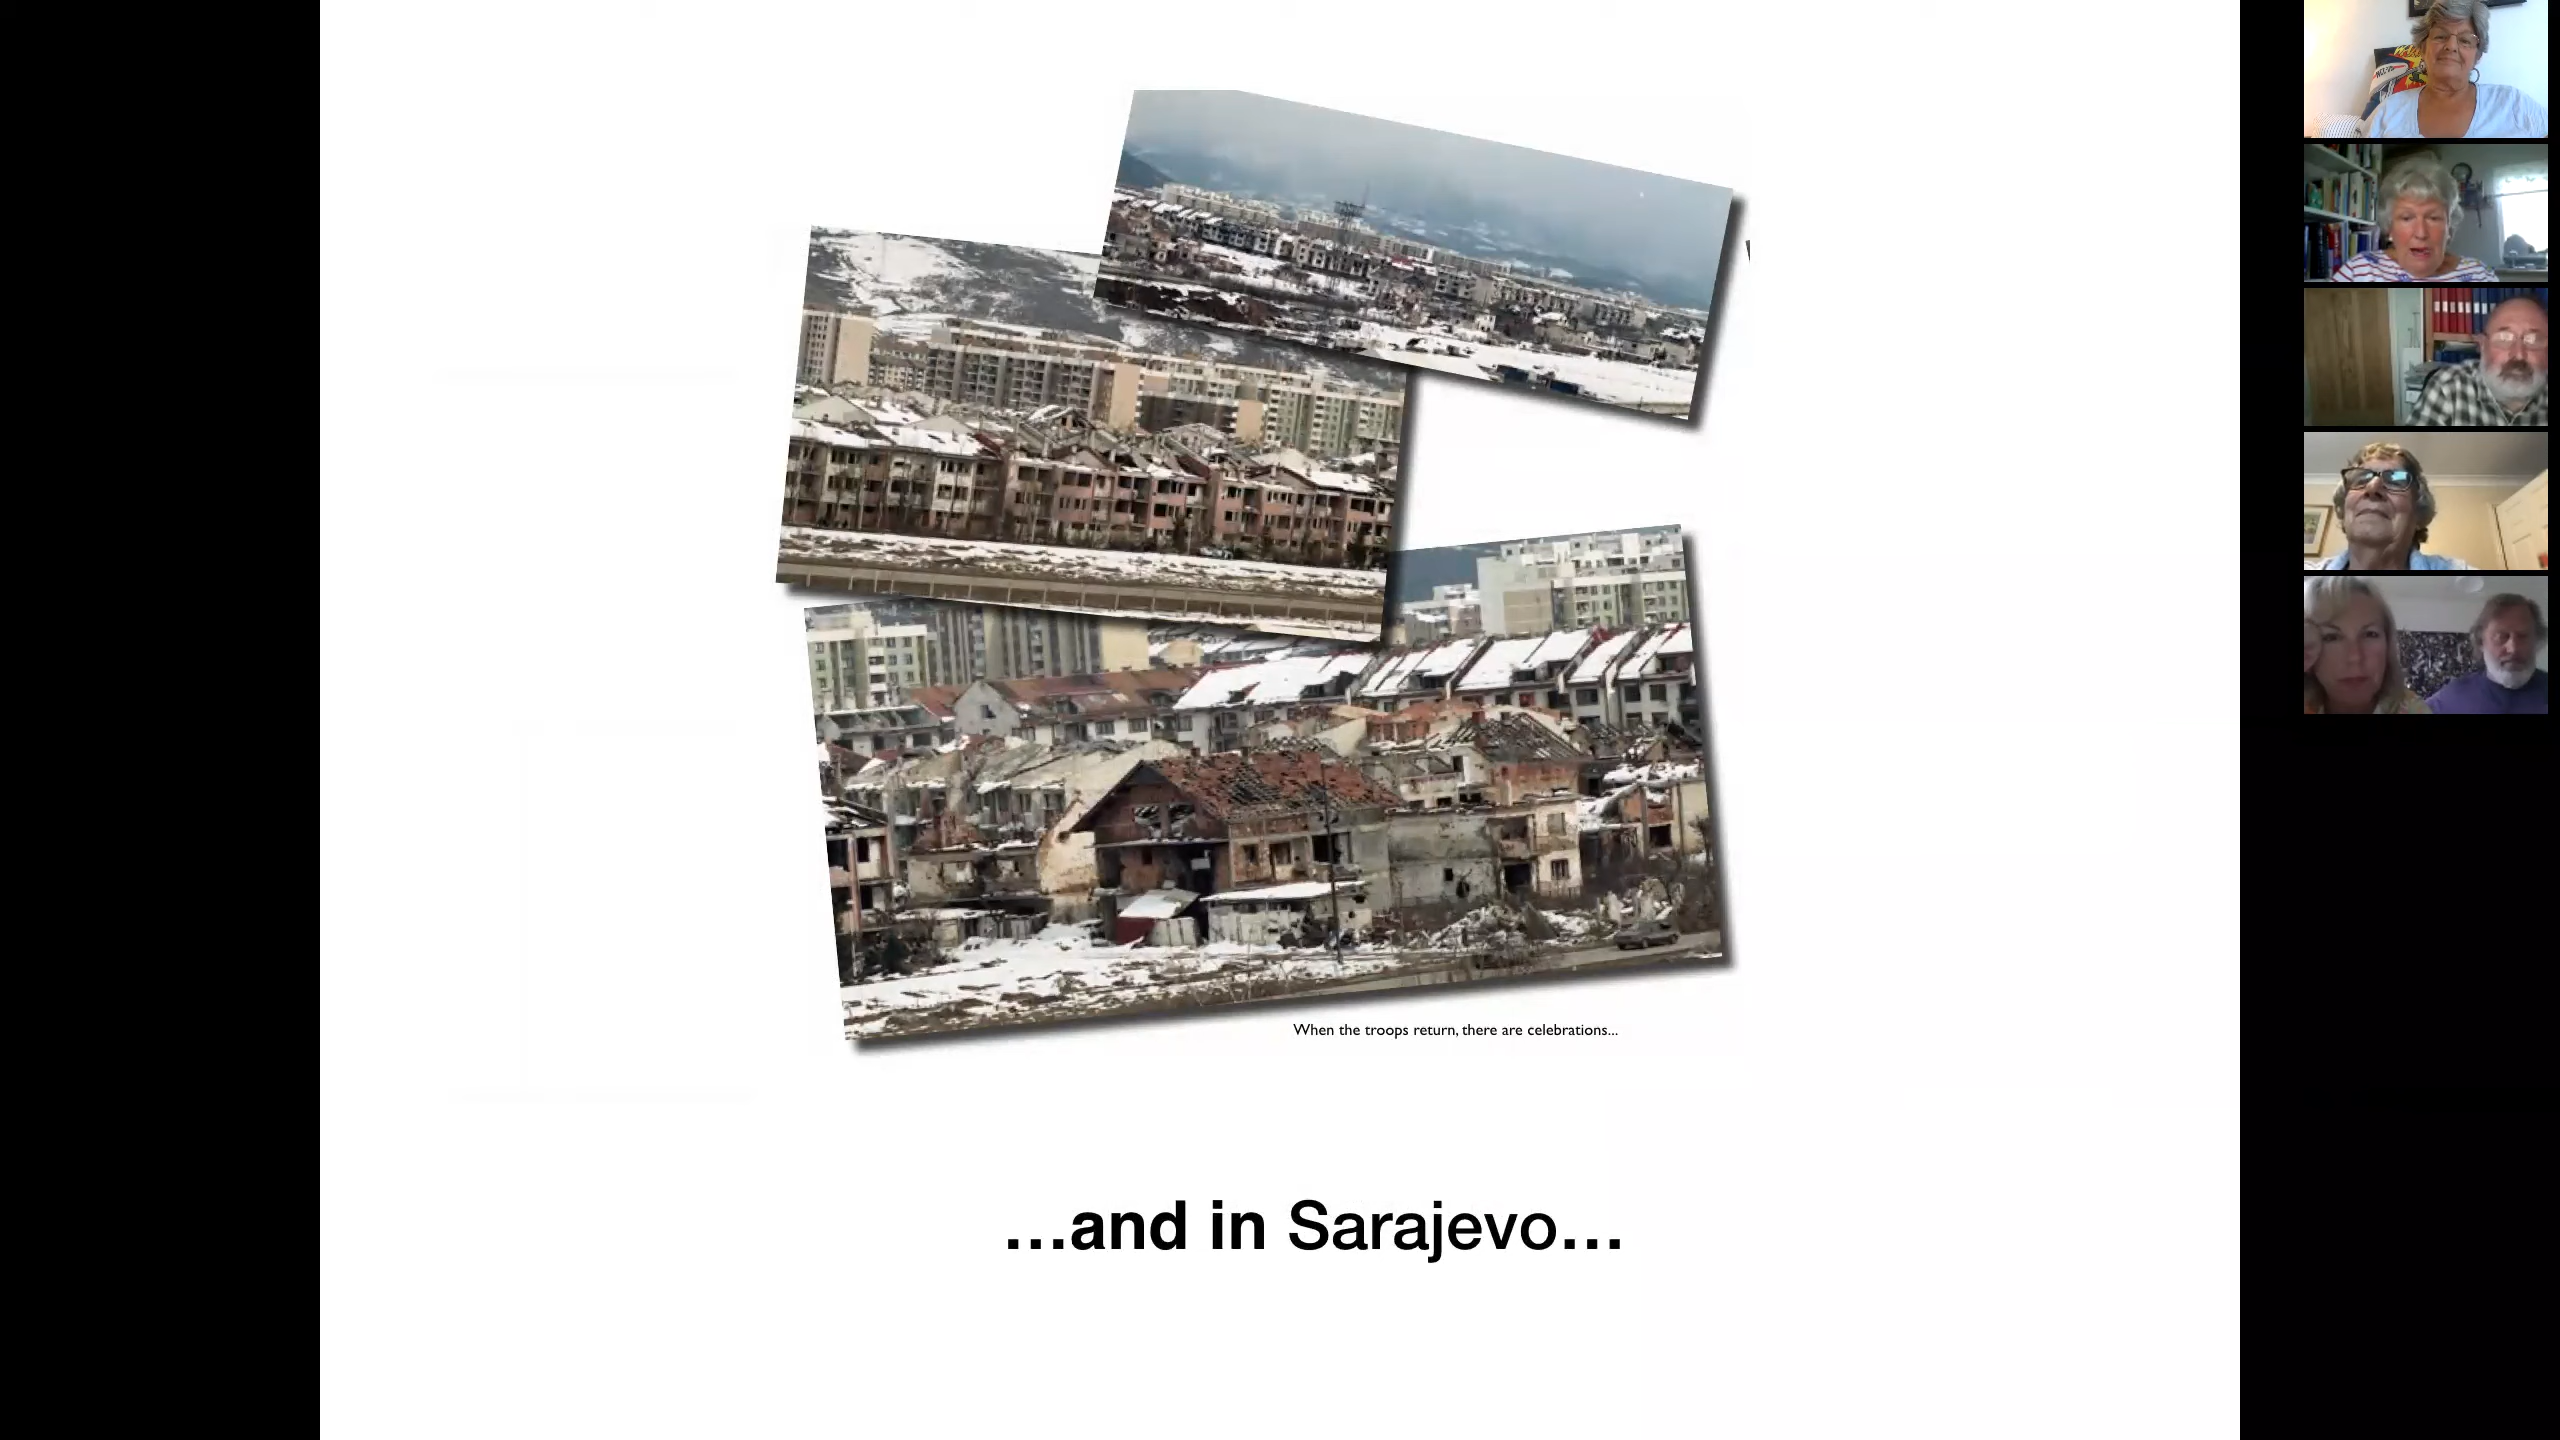 When the troops return, there are celebrations...
...and in Sarajevo...